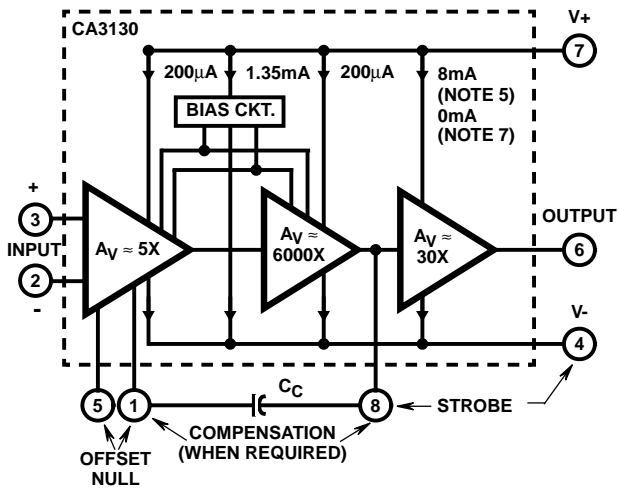 CA3130
V+
7
200μA
1.35mA
200μA
8mA
(NOTE 5)
0mA
(NOTE 7)
BIAS CKT.
+
3
INPUT
2
-
AV ≈ 5X
AV ≈
6000X
AV ≈
30X
OUTPUT
6
V-
4
5
1
CC
8
STROBE
COMPENSATION
(WHEN REQUIRED)
OFFSET
NULL